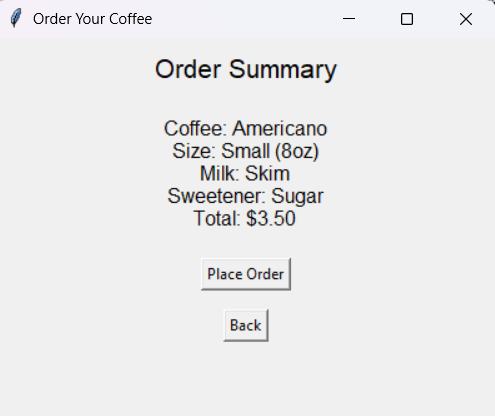 Order Your Coffee
Order Summary
Coffee: Americano
Size: Small (8oz)
Milk: Skim
Sweetener: Sugar
Total: $3.50
Place Order
Back